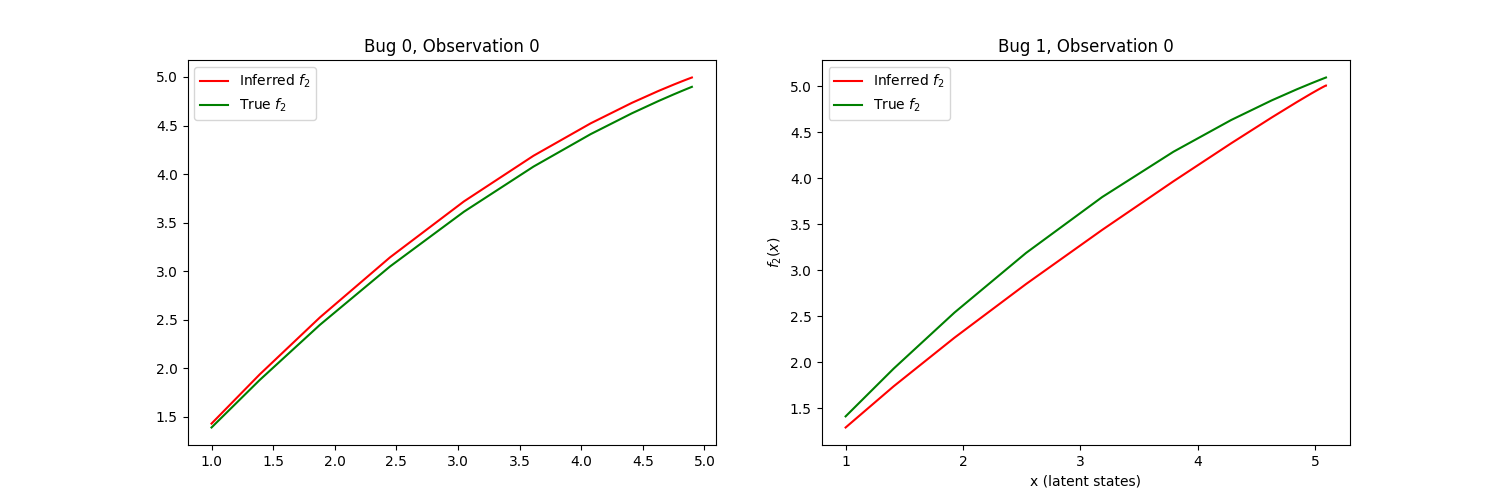 Bug 0, Observation 0
Inferred f₂
True f₂
5.0
4.5
4.0
3.5
3.0
2.5
2.0
1.5
1.0 1.5 2.0 2.5 3.0 3.5 4.0 4.5 5.0
Bug 1, Observation 0
Inferred f₂
True f₂
f₂(x)
5.0
4.5
4.0
3.5
3.0
2.5
2.0
1.5
1 2 3 4 5
x (latent states)